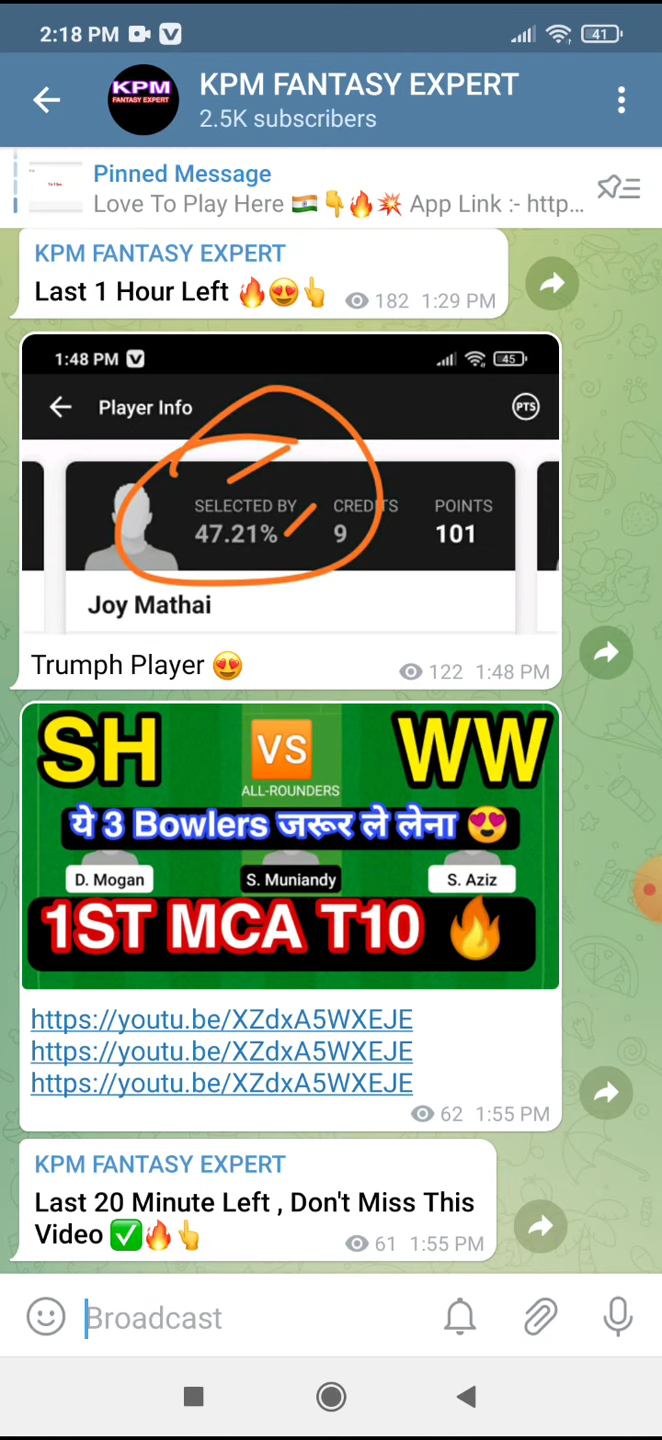 2:18 PM
41
KPM FANTASY EXPERT
KPM
FANTASY EXPERT
2.5K subscribers
Pinned Message
Love To Play Here 🇮🇳👇🔥💥 App Link :- http...
KPM FANTASY EXPERT
Last 1 Hour Left 🔥😍👆 182 1:29 PM
1:48 PM
45
Player Info
PTS
SELECTED BY CREDITS POINTS
47.21% 9 101
Joy Mathai
Trumph Player 😍 122 1:48 PM
SH 🆚 WW
ALL-ROUNDERS
ये 3 Bowlers जरूर ले लेना 😍
D. Mogan S. Muniandy S. Aziz
1ST MCA T10 🔥
https://youtu.be/XZdxA5WXEJE
https://youtu.be/XZdxA5WXEJE
https://youtu.be/XZdxA5WXEJE
62 1:55 PM
KPM FANTASY EXPERT
Last 20 Minute Left , Don't Miss This
Video ✅🔥👆 61 1:55 PM
Broadcast